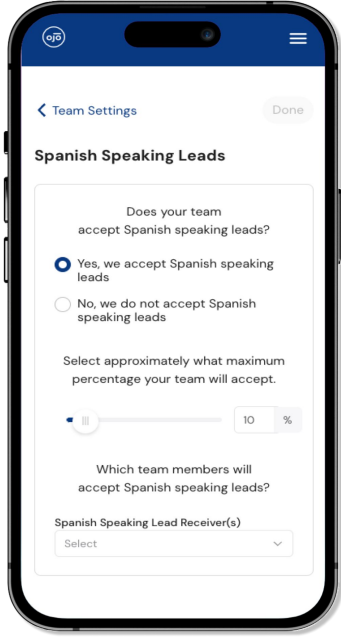 ojō
Team Settings
Done
Spanish Speaking Leads
Does your team
accept Spanish speaking leads?
Yes, we accept Spanish speaking
leads
No, we do not accept Spanish
speaking leads
Select approximately what maximum
percentage your team will accept.
10 %
Which team members will
accept Spanish speaking leads?
Spanish Speaking Lead Receiver(s)
Select